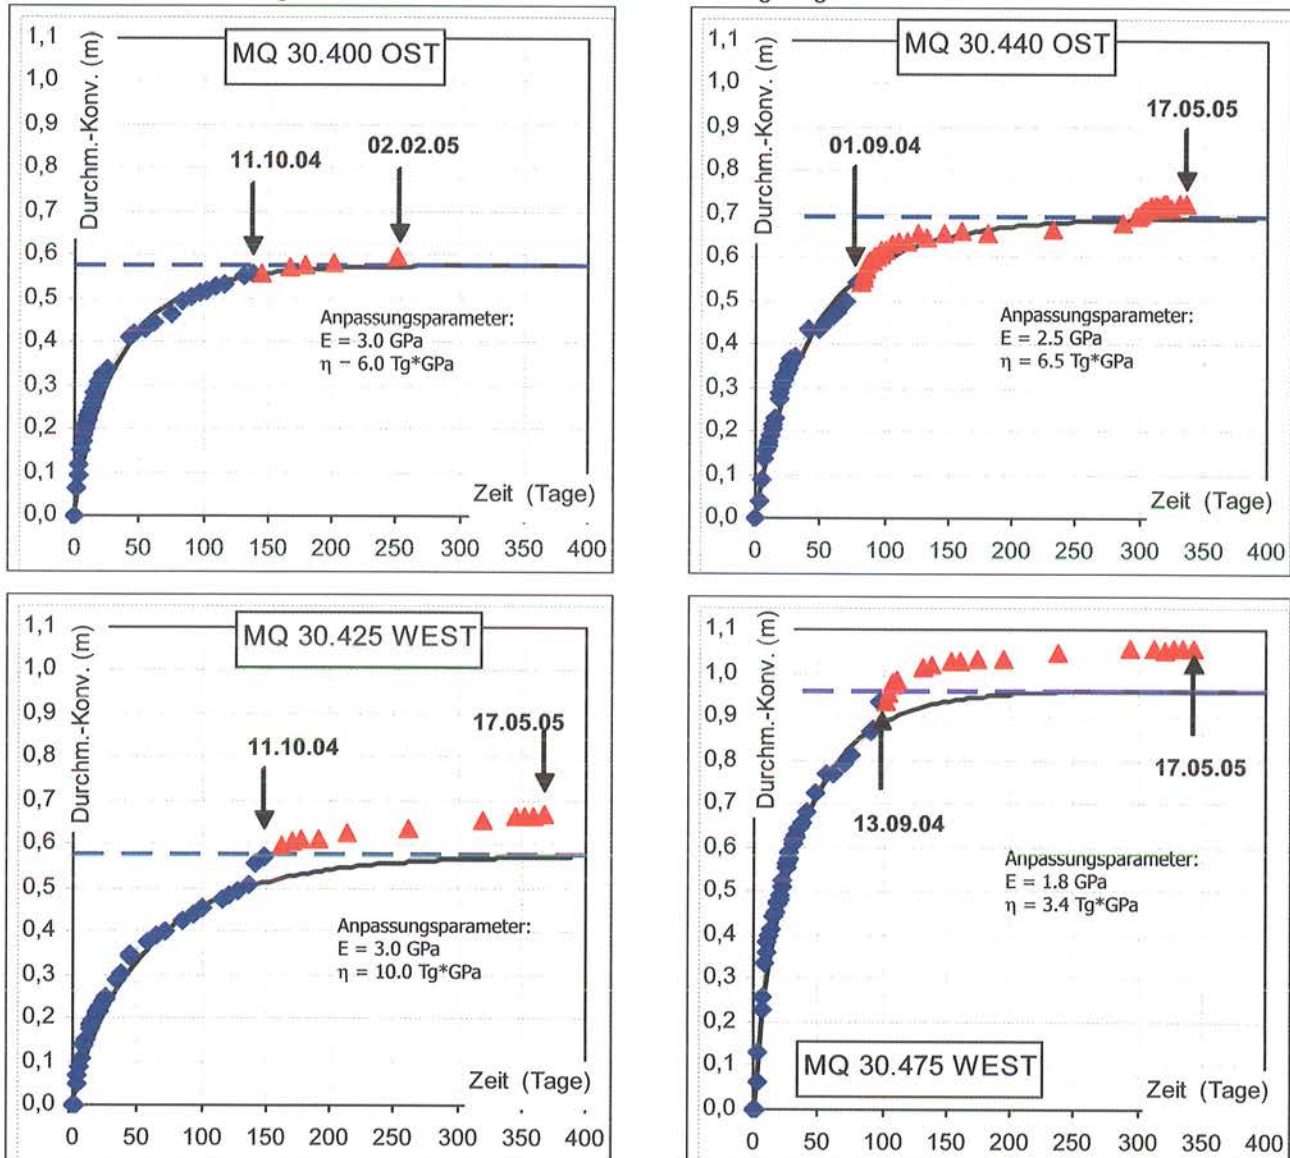 MQ 30.400 OST
Durchm.-Konv. (m)
1,1
1,0
0,9
0,8
0,7
0,6
0,5
0,4
0,3
0,2
0,1
0,0
11.10.04
02.02.05
Anpassungsparameter:
E = 3.0 GPa
η – 6.0 Tg*GPa
Zeit (Tage)
0 50 100 150 200 250 300 350 400
MQ 30.440 OST
Durchm.-Konv. (m)
1,1
1,0
0,9
0,8
0,7
0,6
0,5
0,4
0,3
0,2
0,1
0,0
01.09.04
17.05.05
Anpassungsparameter:
E = 2.5 GPa
η = 6.5 Tg*GPa
Zeit (Tage)
0 50 100 150 200 250 300 350 400
MQ 30.425 WEST
Durchm.-Konv. (m)
1,1
1,0
0,9
0,8
0,7
0,6
0,5
0,4
0,3
0,2
0,1
0,0
11.10.04
17.05.05
Anpassungsparameter:
E = 3.0 GPa
η = 10.0 Tg*GPa
Zeit (Tage)
0 50 100 150 200 250 300 350 400
Durchm.-Konv. (m)
1,1
1,0
0,9
0,8
0,7
0,6
0,5
0,4
0,3
0,2
0,1
0,0
13.09.04
17.05.05
Anpassungsparameter:
E = 1.8 GPa
η = 3.4 Tg*GPa
MQ 30.475 WEST
Zeit (Tage)
0 50 100 150 200 250 300 350 400